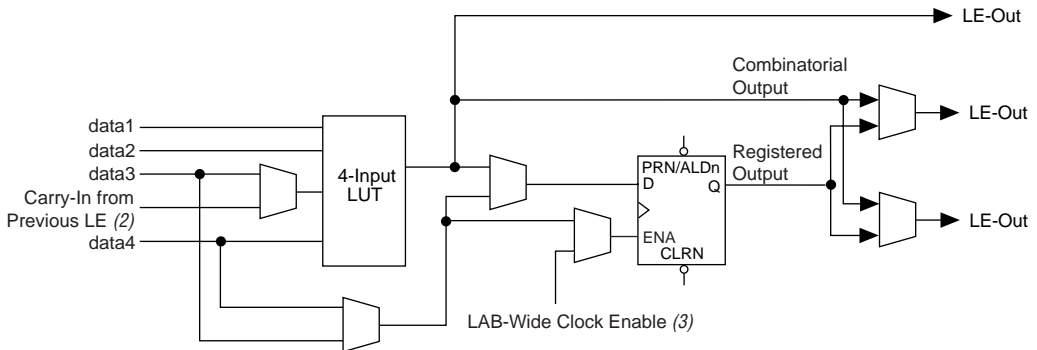 LE-Out
Combinatorial
Output
LE-Out
data1
data2
data3
Carry-In from
Previous LE (2)
data4
4-Input
LUT
PRN/ALDn
D
Q
ENA
CLRN
Registered
Output
LE-Out
LAB-Wide Clock Enable (3)